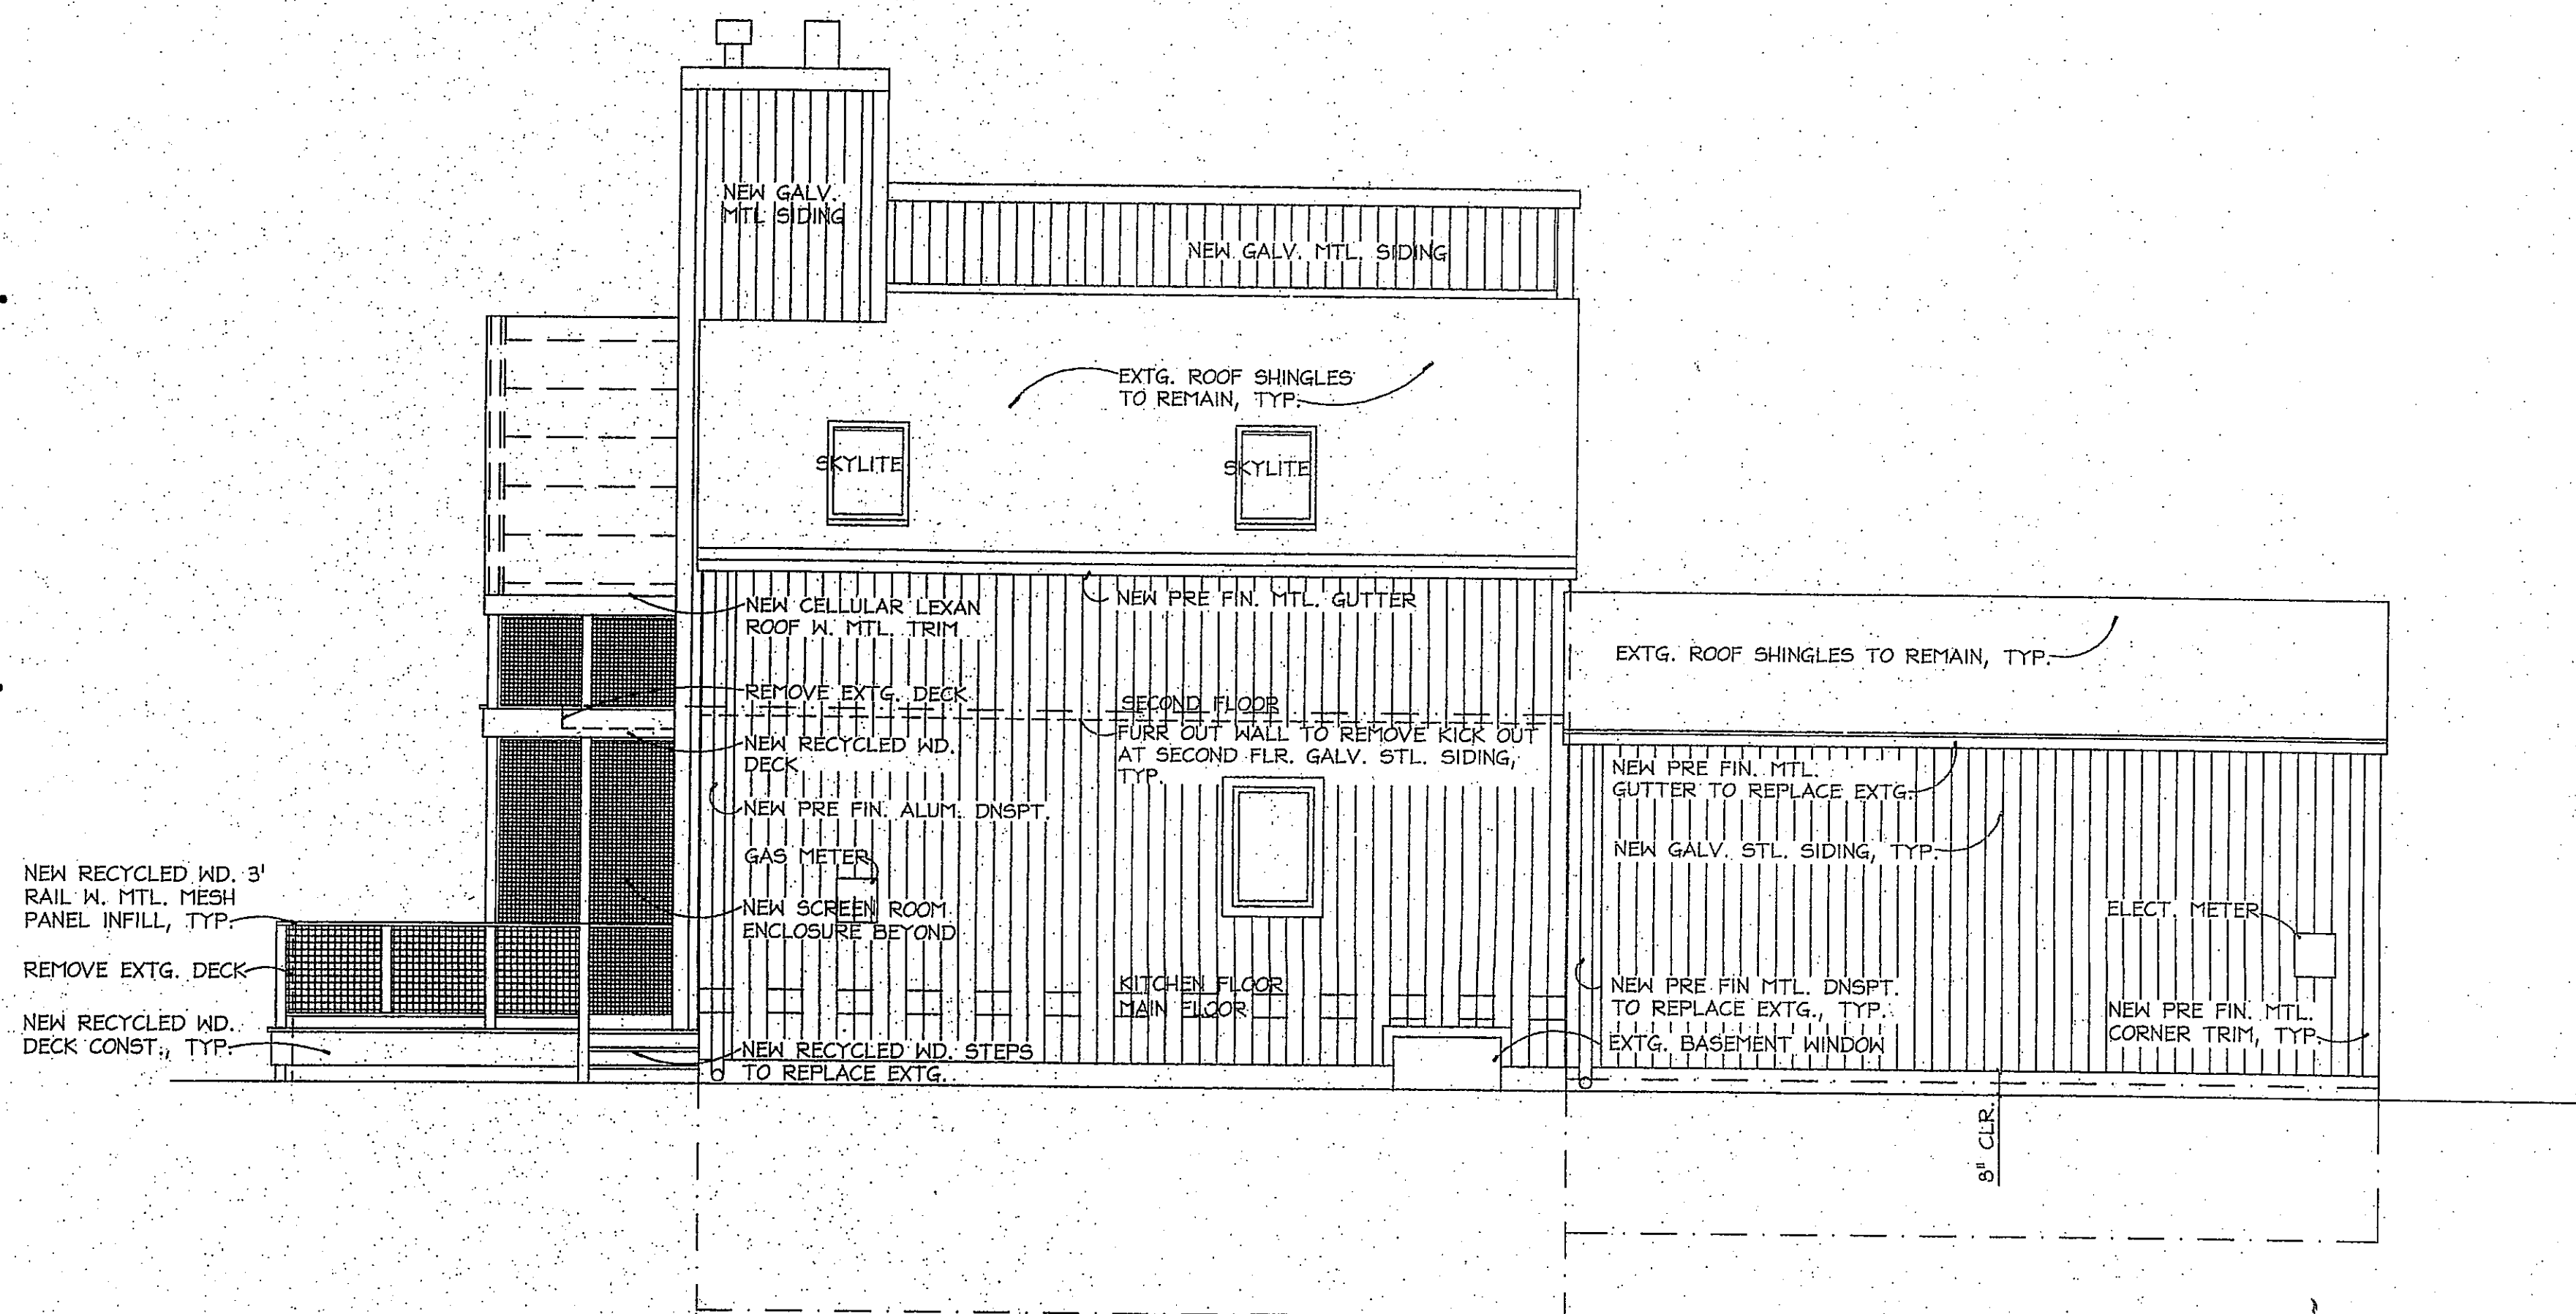 NEW GALV.
MTL SIDING
NEW GALV. MTL. SIDING
EXTG. ROOF SHINGLES
TO REMAIN, TYP.
SKYLITE
SKYLITE
NEW CELLULAR LEXAN
ROOF W. MTL. TRIM
NEW PRE FIN. MTL. GUTTER
EXTG. ROOF SHINGLES TO REMAIN, TYP.
REMOVE EXTG. DECK
SECOND FLOOR
NEW RECYCLED WD.
DECK
FURR OUT WALL TO REMOVE KICK OUT
AT SECOND FLR. GALV. STL. SIDING,
TYP.
NEW PRE FIN. MTL.
GUTTER TO REPLACE EXTG.
NEW PRE FIN. ALUM. DNSPT.
GAS METER
NEW GALV. STL. SIDING, TYP.
NEW RECYCLED WD. 3'
RAIL W. MTL. MESH
PANEL INFILL, TYP.
NEW SCREEN ROOM
ENCLOSURE BEYOND
ELECT. METER
REMOVE EXTG. DECK
KITCHEN FLOOR
MAIN FLOOR
NEW PRE FIN MTL. DNSPT.
TO REPLACE EXTG., TYP.
NEW PRE FIN. MTL.
CORNER TRIM, TYP.
NEW RECYCLED WD.
DECK CONST., TYP.
NEW RECYCLED WD. STEPS
TO REPLACE EXTG.
EXTG. BASEMENT WINDOW
8" CLR.